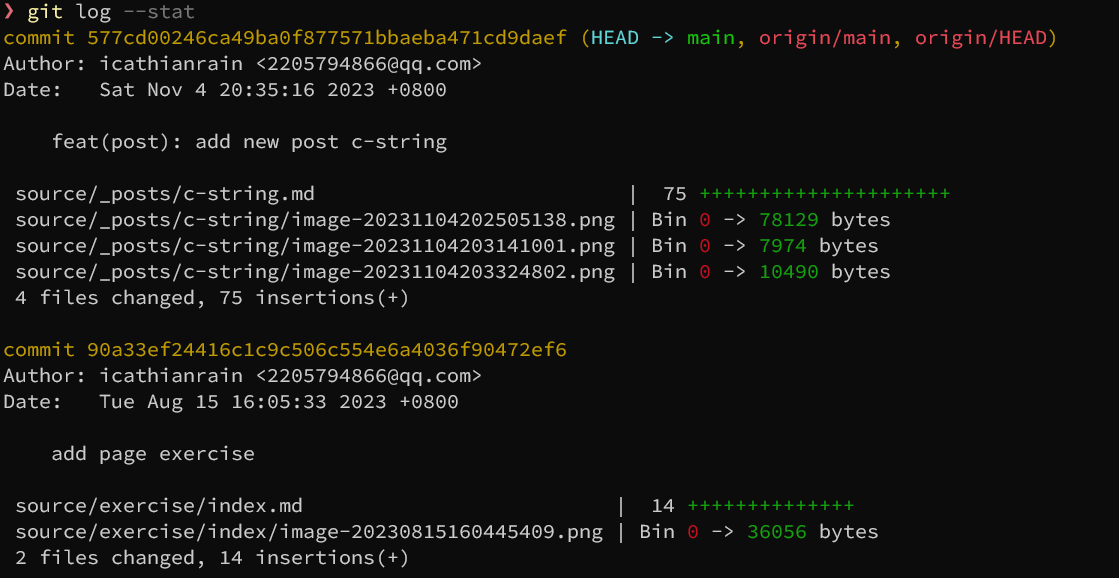 ❯ git log --stat
commit 577cd00246ca49ba0f877571bbaeba471cd9daef (HEAD -> main, origin/main, origin/HEAD)
Author: icathianrain <2205794866@qq.com>
Date:   Sat Nov 4 20:35:16 2023 +0800
    feat(post): add new post c-string
 source/_posts/c-string.md                          |  75 +++++++++++++++++++++
 source/_posts/c-string/image-20231104202505138.png | Bin 0 -> 78129 bytes
 source/_posts/c-string/image-20231104203141001.png | Bin 0 -> 7974 bytes
 source/_posts/c-string/image-20231104203324802.png | Bin 0 -> 10490 bytes
 4 files changed, 75 insertions(+)
commit 90a33ef24416c1c9c506c554e6a4036f90472ef6
Author: icathianrain <2205794866@qq.com>
Date:   Tue Aug 15 16:05:33 2023 +0800
    add page exercise
 source/exercise/index.md                          |  14 ++++++++++++++
 source/exercise/index/image-20230815160445409.png | Bin 0 -> 36056 bytes
 2 files changed, 14 insertions(+)